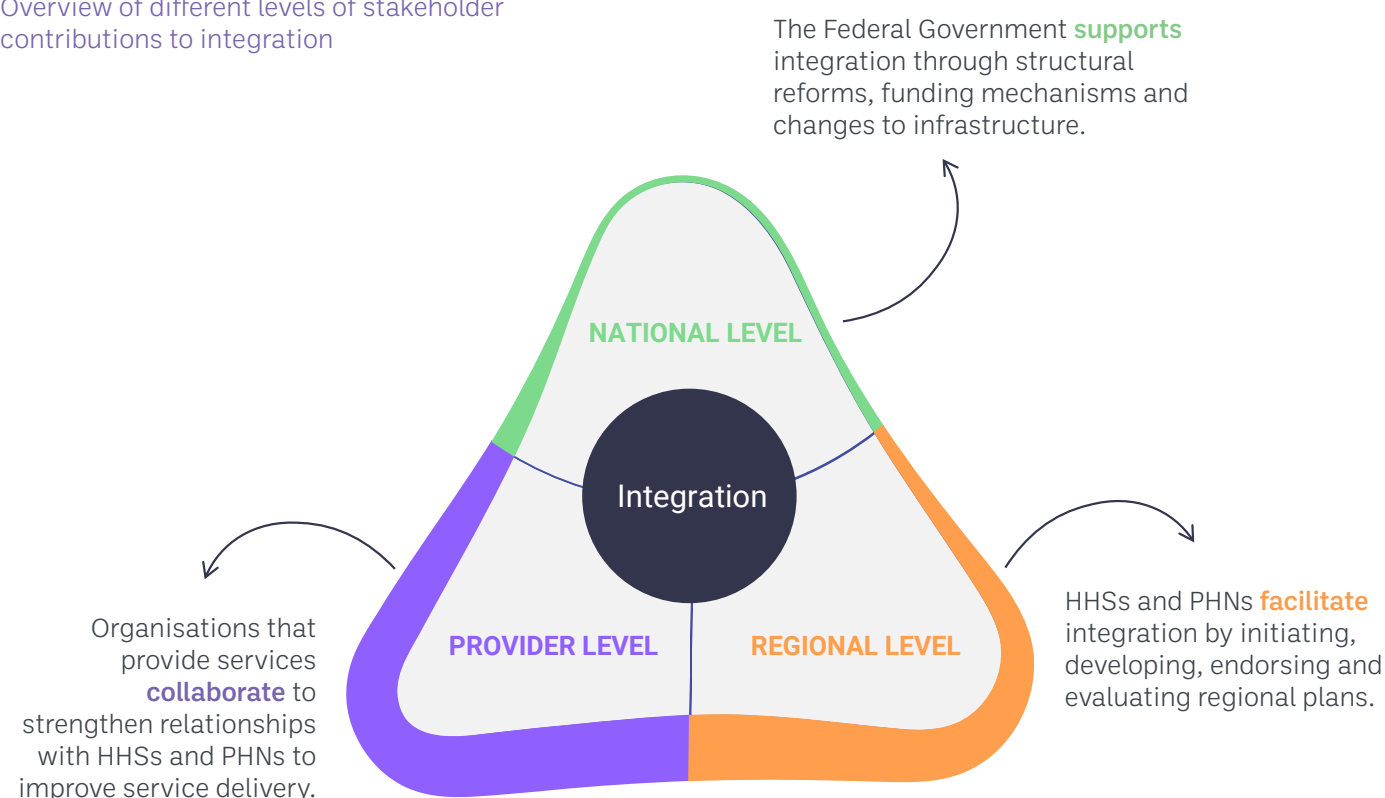 Overview of different levels of stakeholder
contributions to integration
The Federal Government supports
integration through structural
reforms, funding mechanisms and
changes to infrastructure.
NATIONAL LEVEL
Integration
PROVIDER LEVEL
REGIONAL LEVEL
Organisations that
provide services
collaborate to
strengthen relationships
with HHSs and PHNs to
improve service delivery.
HHSs and PHNs facilitate
integration by initiating,
developing, endorsing and
evaluating regional plans.